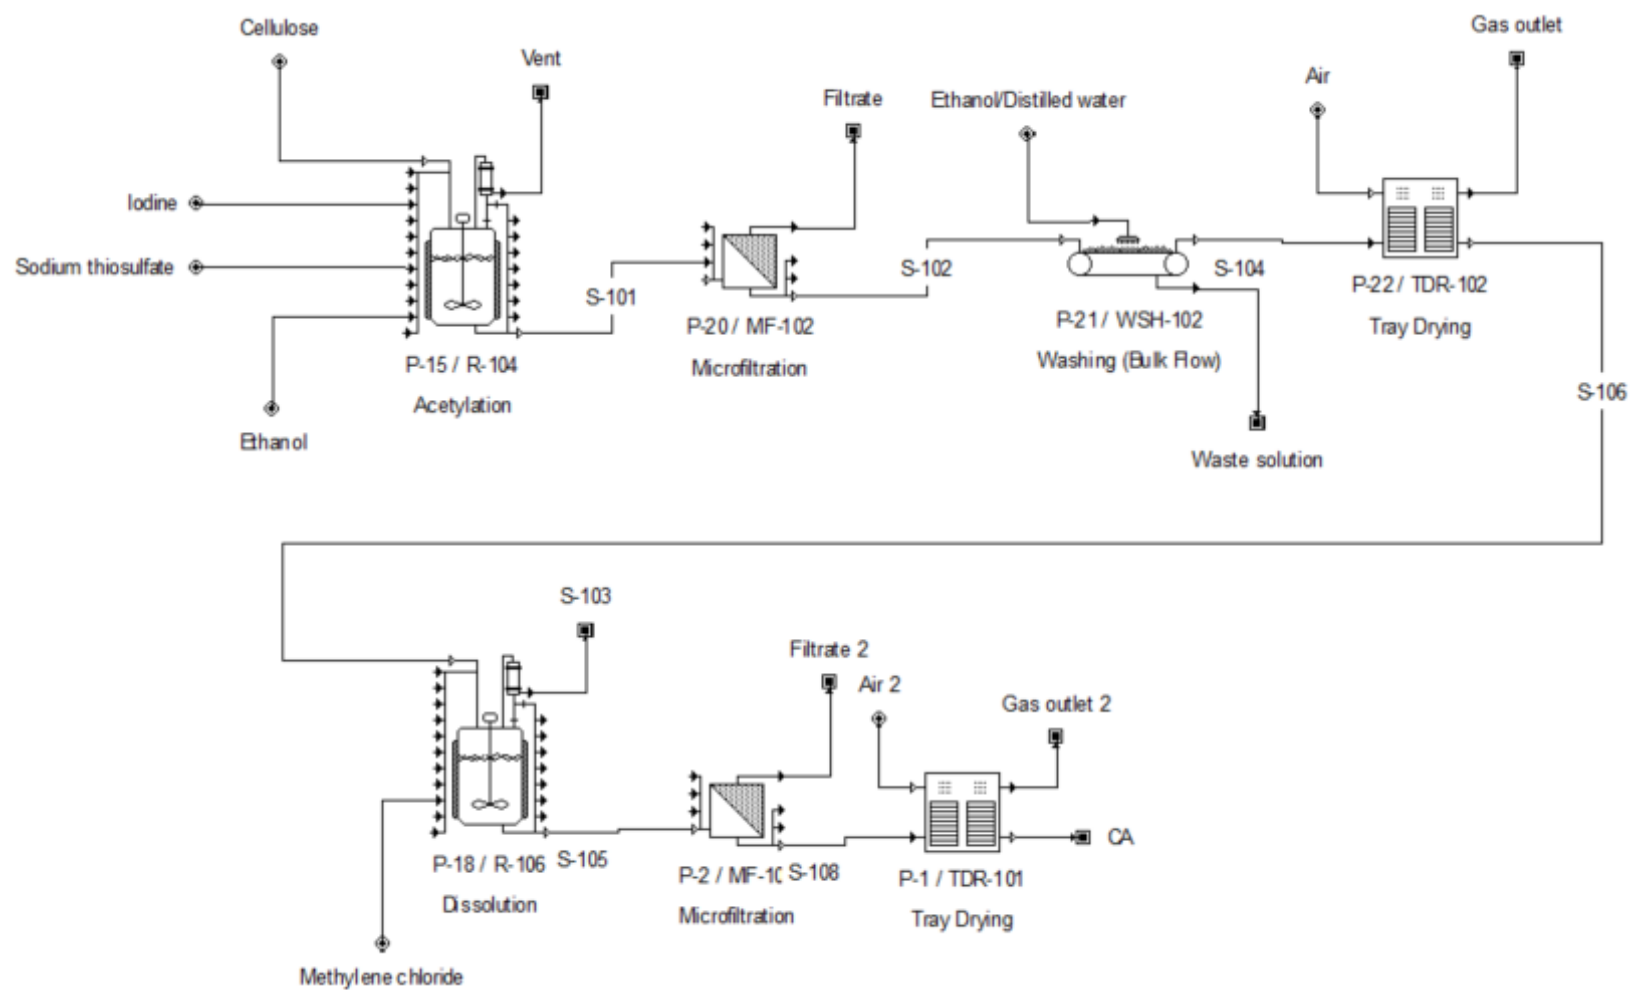 Cellulose
Vent
Filtrate
Ethanol/Distilled water
Air
Gas outlet
Iodine
Sodium thiosulfate
Ethanol
P-15 / R-104
Acetylation
S-101
P-20 / MF-102
Microfiltration
S-102
P-21 / WSH-102
Washing (Bulk Flow)
S-104
Waste solution
P-22 / TDR-102
Tray Drying
S-106
S-103
Filtrate 2
Air 2
Gas outlet 2
P-18 / R-106
Dissolution
S-105
Methylene chloride
P-2 / MF-10
Microfiltration
S-108
P-1 / TDR-101
Tray Drying
CA